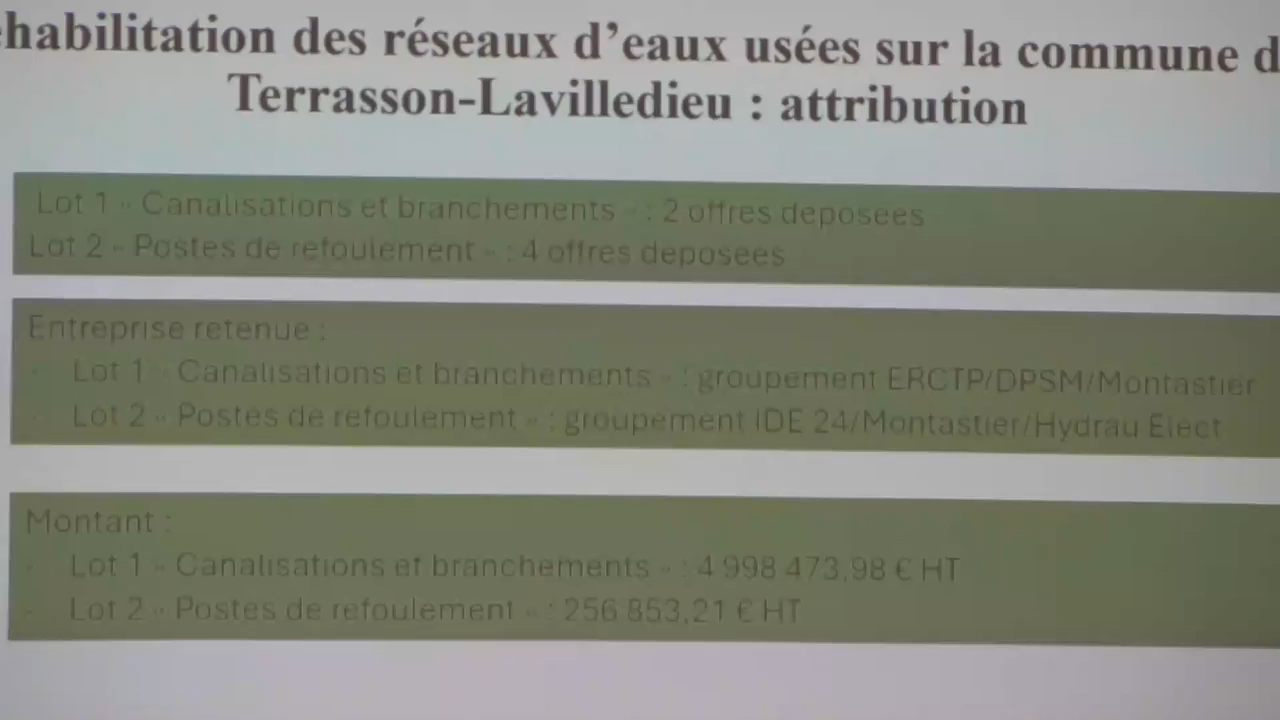 habilitation des réseaux d'eaux usées sur la commune d
Terrasson-Lavilledieu : attribution
Lot 1 « Canalisations et branchements » : 2 offres déposées
Lot 2 « Postes de refoulement » : 4 offres déposées
Entreprise retenue :
- Lot 1 « Canalisations et branchements » : groupement ERCTP/DPSM/Montastier
- Lot 2 « Postes de refoulement » : groupement IDE 24/Montastier/Hydrau Elect
Montant :
- Lot 1 « Canalisations et branchements » : 4 998 473,98 € HT
- Lot 2 « Postes de refoulement » : 256 853,21 € HT